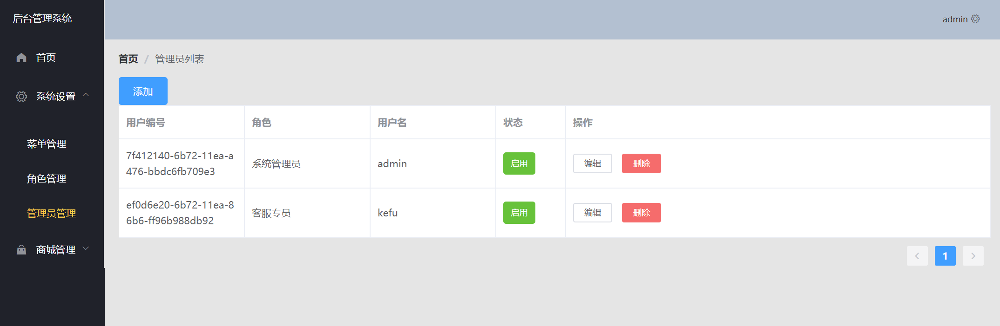 后台管理系统
admin
首页
系统设置
菜单管理
角色管理
管理员管理
商城管理
首页 / 管理员列表
添加
用户编号 角色 用户名 状态 操作
7f412140-6b72-11ea-a
476-bbdc6fb709e3
系统管理员 admin 启用 编辑 删除
ef0d6e20-6b72-11ea-8
6b6-ff96b988db92
客服专员 kefu 启用 编辑 删除
1